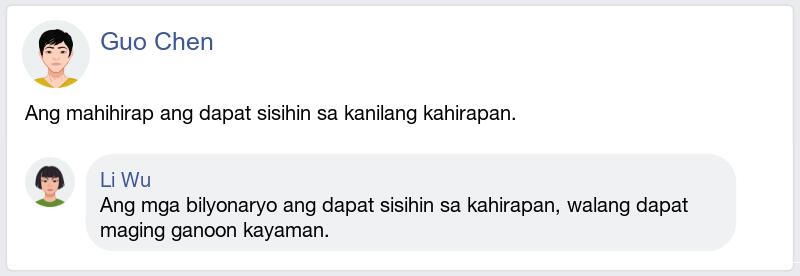 Guo Chen
Ang mahihirap ang dapat sisihin sa kanilang kahirapan.
Li Wu
Ang mga bilyonaryo ang dapat sisihin sa kahirapan, walang dapat
maging ganoon kayaman.